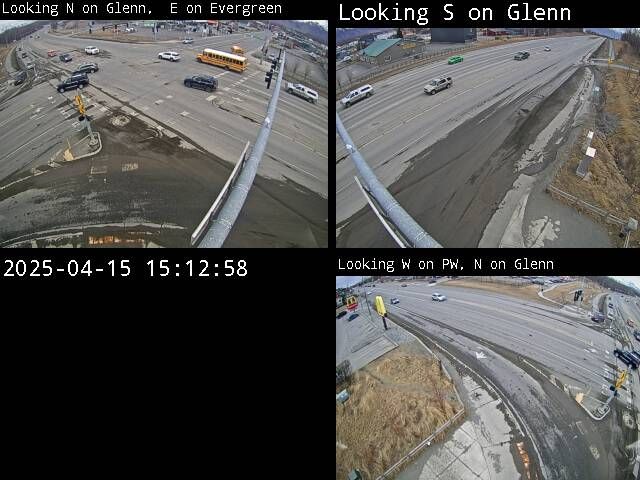 Looking N on Glenn,  E on Evergreen
Looking S on Glenn
2025-04-15 15:12:58
Looking W on PW, N on Glenn